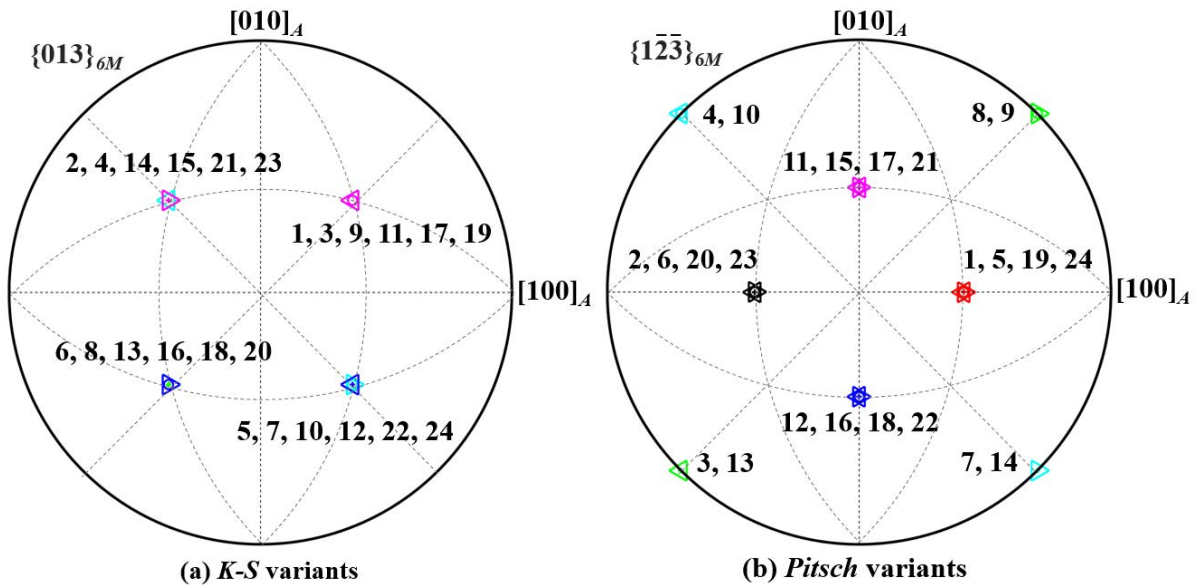 [010]A
{013}6M
2, 4, 14, 15, 21, 23
1, 3, 9, 11, 17, 19
[100]A
6, 8, 13, 16, 18, 20
5, 7, 10, 12, 22, 24
(a) K-S variants
[010]A
{12̄3̄}6M
4, 10
8, 9
11, 15, 17, 21
2, 6, 20, 23
1, 5, 19, 24
[100]A
12, 16, 18, 22
3, 13
7, 14
(b) Pitsch variants